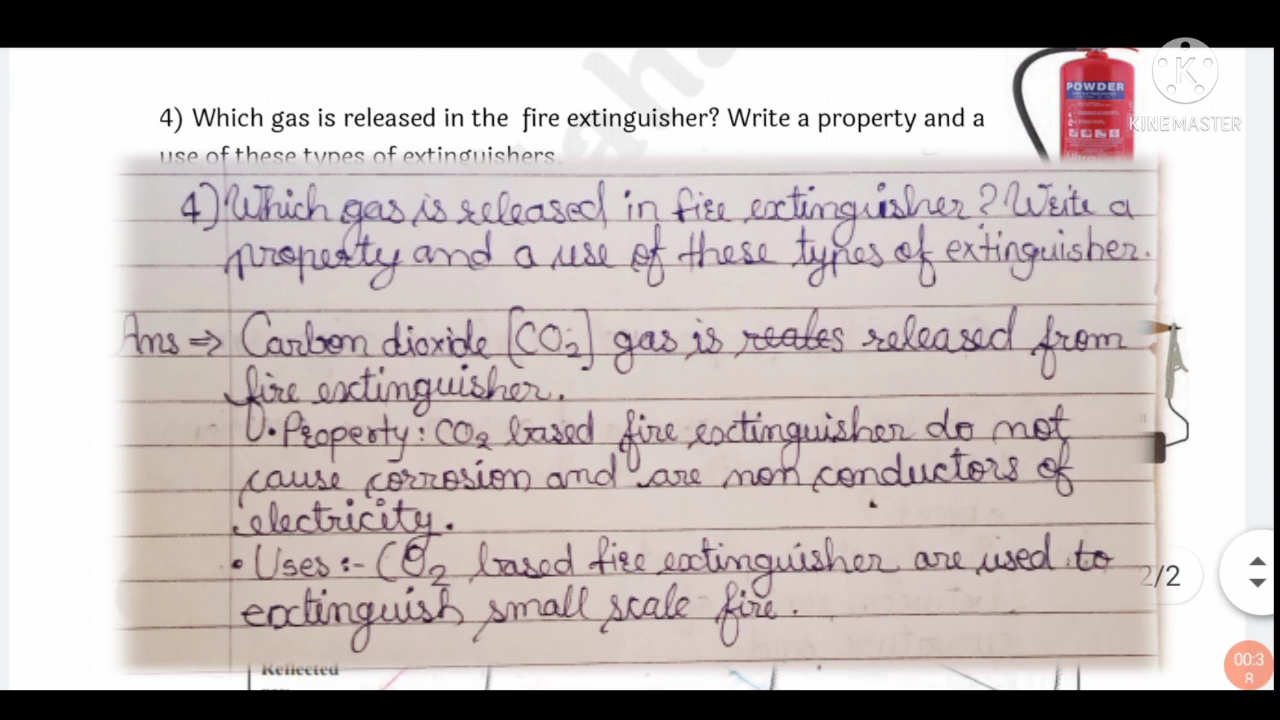 4) Which gas is released in the fire extinguisher? Write a property and a
use of these types of extinguishers.
POWDER
KINEMASTER
4) Which gas is released in fire extinguisher? Write a
property and a use of these types of extinguisher.
Ans ⇒ Carbon dioxide [CO₂] gas is reales released from
fire extinguisher.
• Property : CO₂ based fire extinguisher do not
cause corrosion and are non conductors of
electricity.
• Uses :- CO₂ based fire extinguisher are used to
extinguish small scale fire.
2/2
00:3
8
Reflected